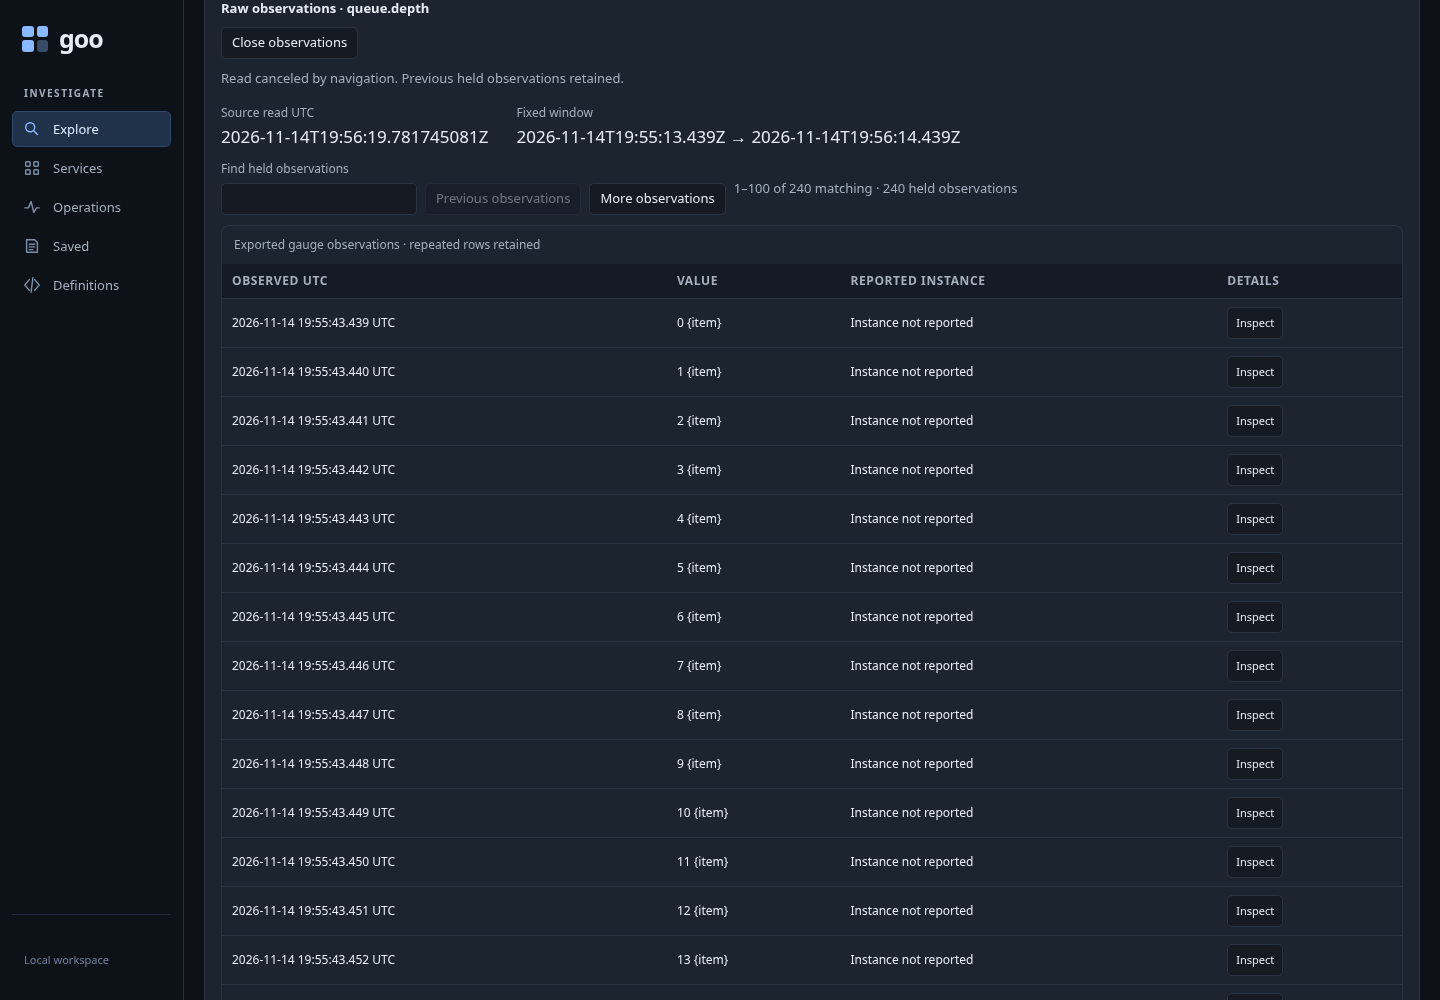 goo
INVESTIGATE
Explore
Services
Operations
Saved
Definitions
Local workspace
Raw observations · queue.depth
Close observations
Read canceled by navigation. Previous held observations retained.
Source read UTC
2026-11-14T19:56:19.781745081Z
Fixed window
2026-11-14T19:55:13.439Z → 2026-11-14T19:56:14.439Z
Find held observations
Previous observations More observations 1–100 of 240 matching · 240 held observations
Exported gauge observations · repeated rows retained
OBSERVED UTC VALUE REPORTED INSTANCE DETAILS
2026-11-14 19:55:43.439 UTC 0 {item} Instance not reported Inspect
2026-11-14 19:55:43.440 UTC 1 {item} Instance not reported Inspect
2026-11-14 19:55:43.441 UTC 2 {item} Instance not reported Inspect
2026-11-14 19:55:43.442 UTC 3 {item} Instance not reported Inspect
2026-11-14 19:55:43.443 UTC 4 {item} Instance not reported Inspect
2026-11-14 19:55:43.444 UTC 5 {item} Instance not reported Inspect
2026-11-14 19:55:43.445 UTC 6 {item} Instance not reported Inspect
2026-11-14 19:55:43.446 UTC 7 {item} Instance not reported Inspect
2026-11-14 19:55:43.447 UTC 8 {item} Instance not reported Inspect
2026-11-14 19:55:43.448 UTC 9 {item} Instance not reported Inspect
2026-11-14 19:55:43.449 UTC 10 {item} Instance not reported Inspect
2026-11-14 19:55:43.450 UTC 11 {item} Instance not reported Inspect
2026-11-14 19:55:43.451 UTC 12 {item} Instance not reported Inspect
2026-11-14 19:55:43.452 UTC 13 {item} Instance not reported Inspect